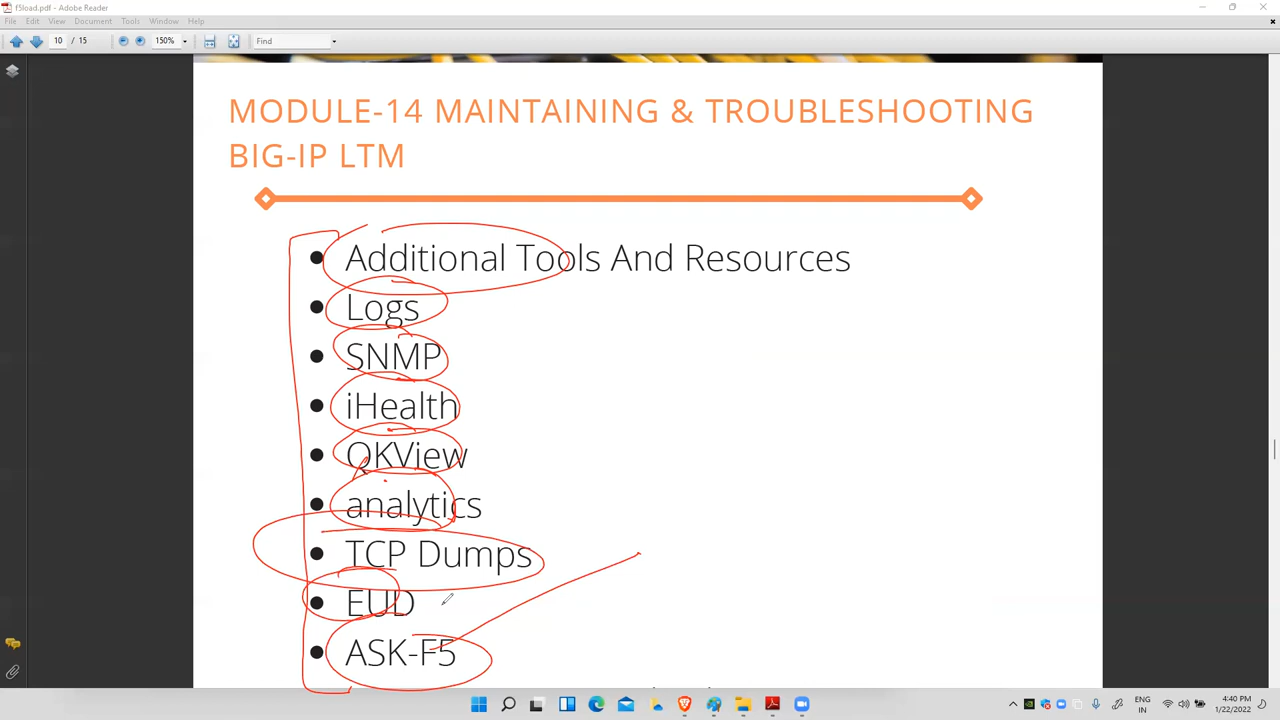 f5load.pdf - Adobe Reader
File Edit View Document Tools Window Help
10 / 15 150% Find
MODULE-14 MAINTAINING & TROUBLESHOOTING
BIG-IP LTM
• Additional Tools And Resources
• Logs
• SNMP
• iHealth
• QKView
• analytics
• TCP Dumps
• EUD
• ASK-F5
ENG
IN
4:40 PM
1/22/2022